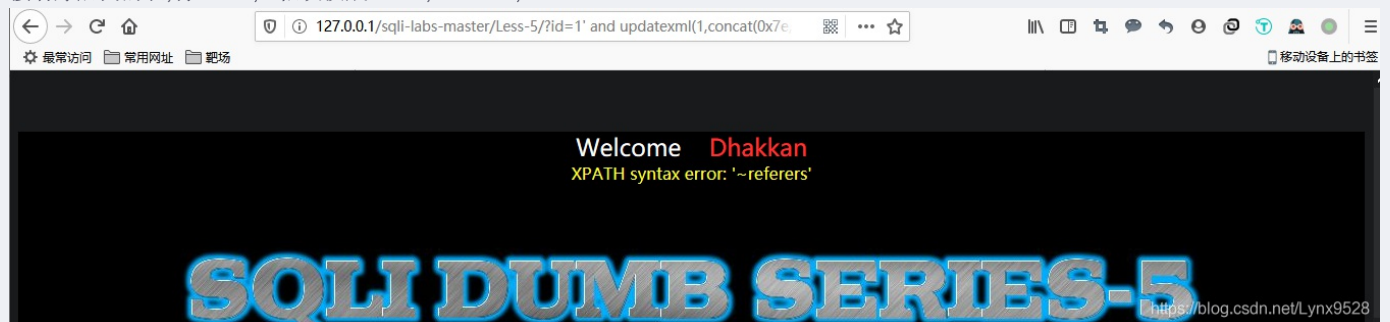 127.0.0.1/sqli-labs-master/Less-5/?id=1' and updatexml(1,concat(0x7e,
最常访问 常用网址 靶场 移动设备上的书签
Welcome Dhakkan
XPATH syntax error: '~referers'
SQLI DUMB SERIES-5
https://blog.csdn.net/Lynx9528